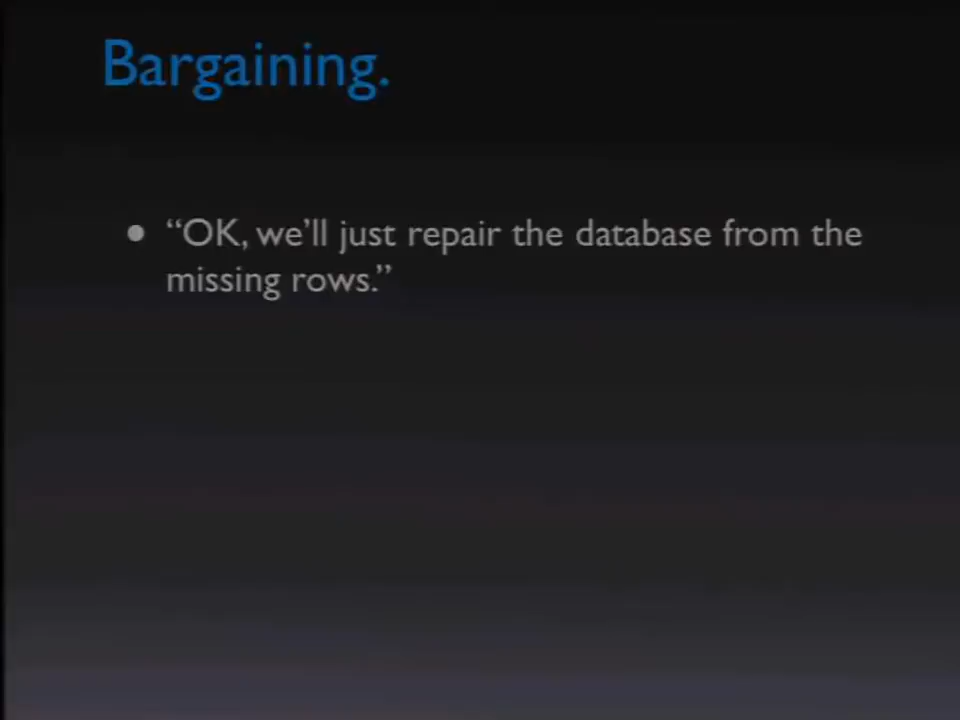 Bargaining.
● “OK, we’ll just repair the database from the
missing rows.”